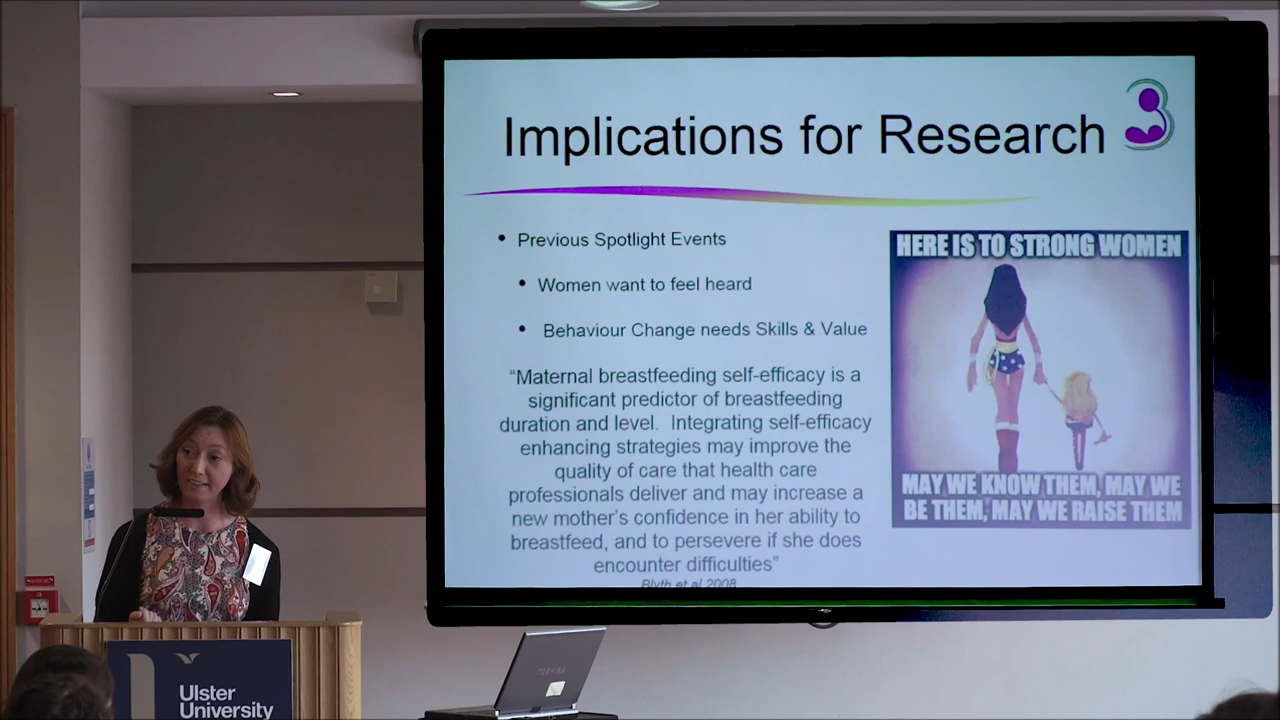 Implications for Research
Previous Spotlight Events
Women want to feel heard
Behaviour Change needs Skills & Value
“Maternal breastfeeding self-efficacy is a
significant predictor of breastfeeding
duration and level. Integrating self-efficacy
enhancing strategies may improve the
quality of care that health care
professionals deliver and may increase a
new mother's confidence in her ability to
breastfeed, and to persevere if she does
encounter difficulties”
Blyth et al 2008
HERE IS TO STRONG WOMEN
MAY WE KNOW THEM, MAY WE
BE THEM, MAY WE RAISE THEM
TOSHIBA
Ulster
University